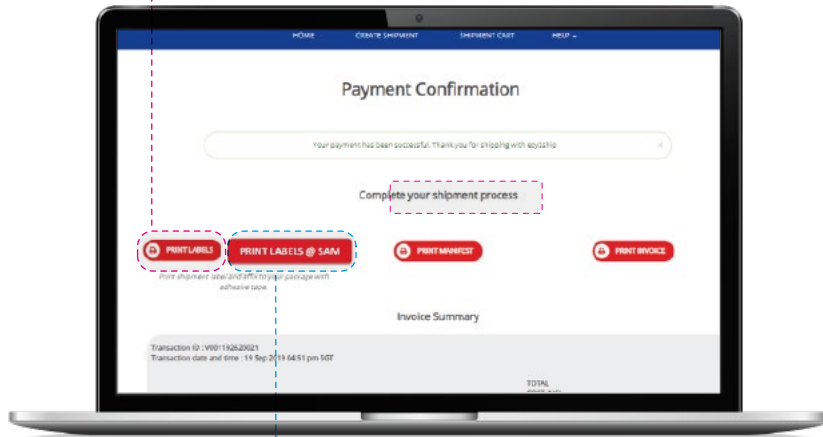 HOME CREATE SHIPMENT SHIPMENT CART HELP
Payment Confirmation
Your payment has been successful. Thank you for shipping with ezy2ship
Complete your shipment process
PRINT LABELS PRINT LABELS @ SAM PRINT MANIFEST PRINT INVOICE
Print shipment label and affix to your package with
adhesive tape.
Invoice Summary
Transaction ID : V001192620021
Transaction date and time : 19 Sep 2019 04:51 pm SGT
TOTAL